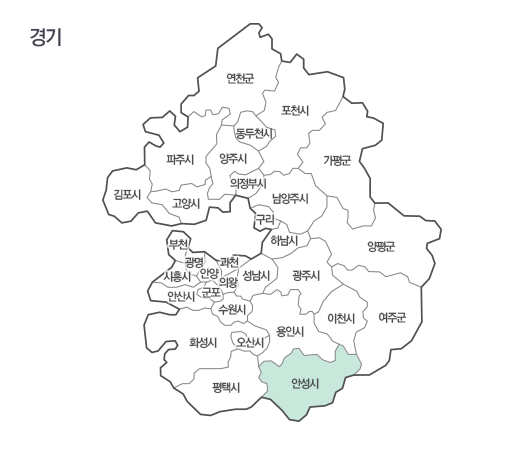 경기
연천군
포천시
동두천시
파주시
양주시
가평군
의정부시
김포시
고양시
남양주시
구리
하남시
부천
양평군
광명
과천
시흥시
안양
의왕
성남시
광주시
안산시
군포
수원시
이천시
여주군
용인시
화성시
오산시
평택시
안성시